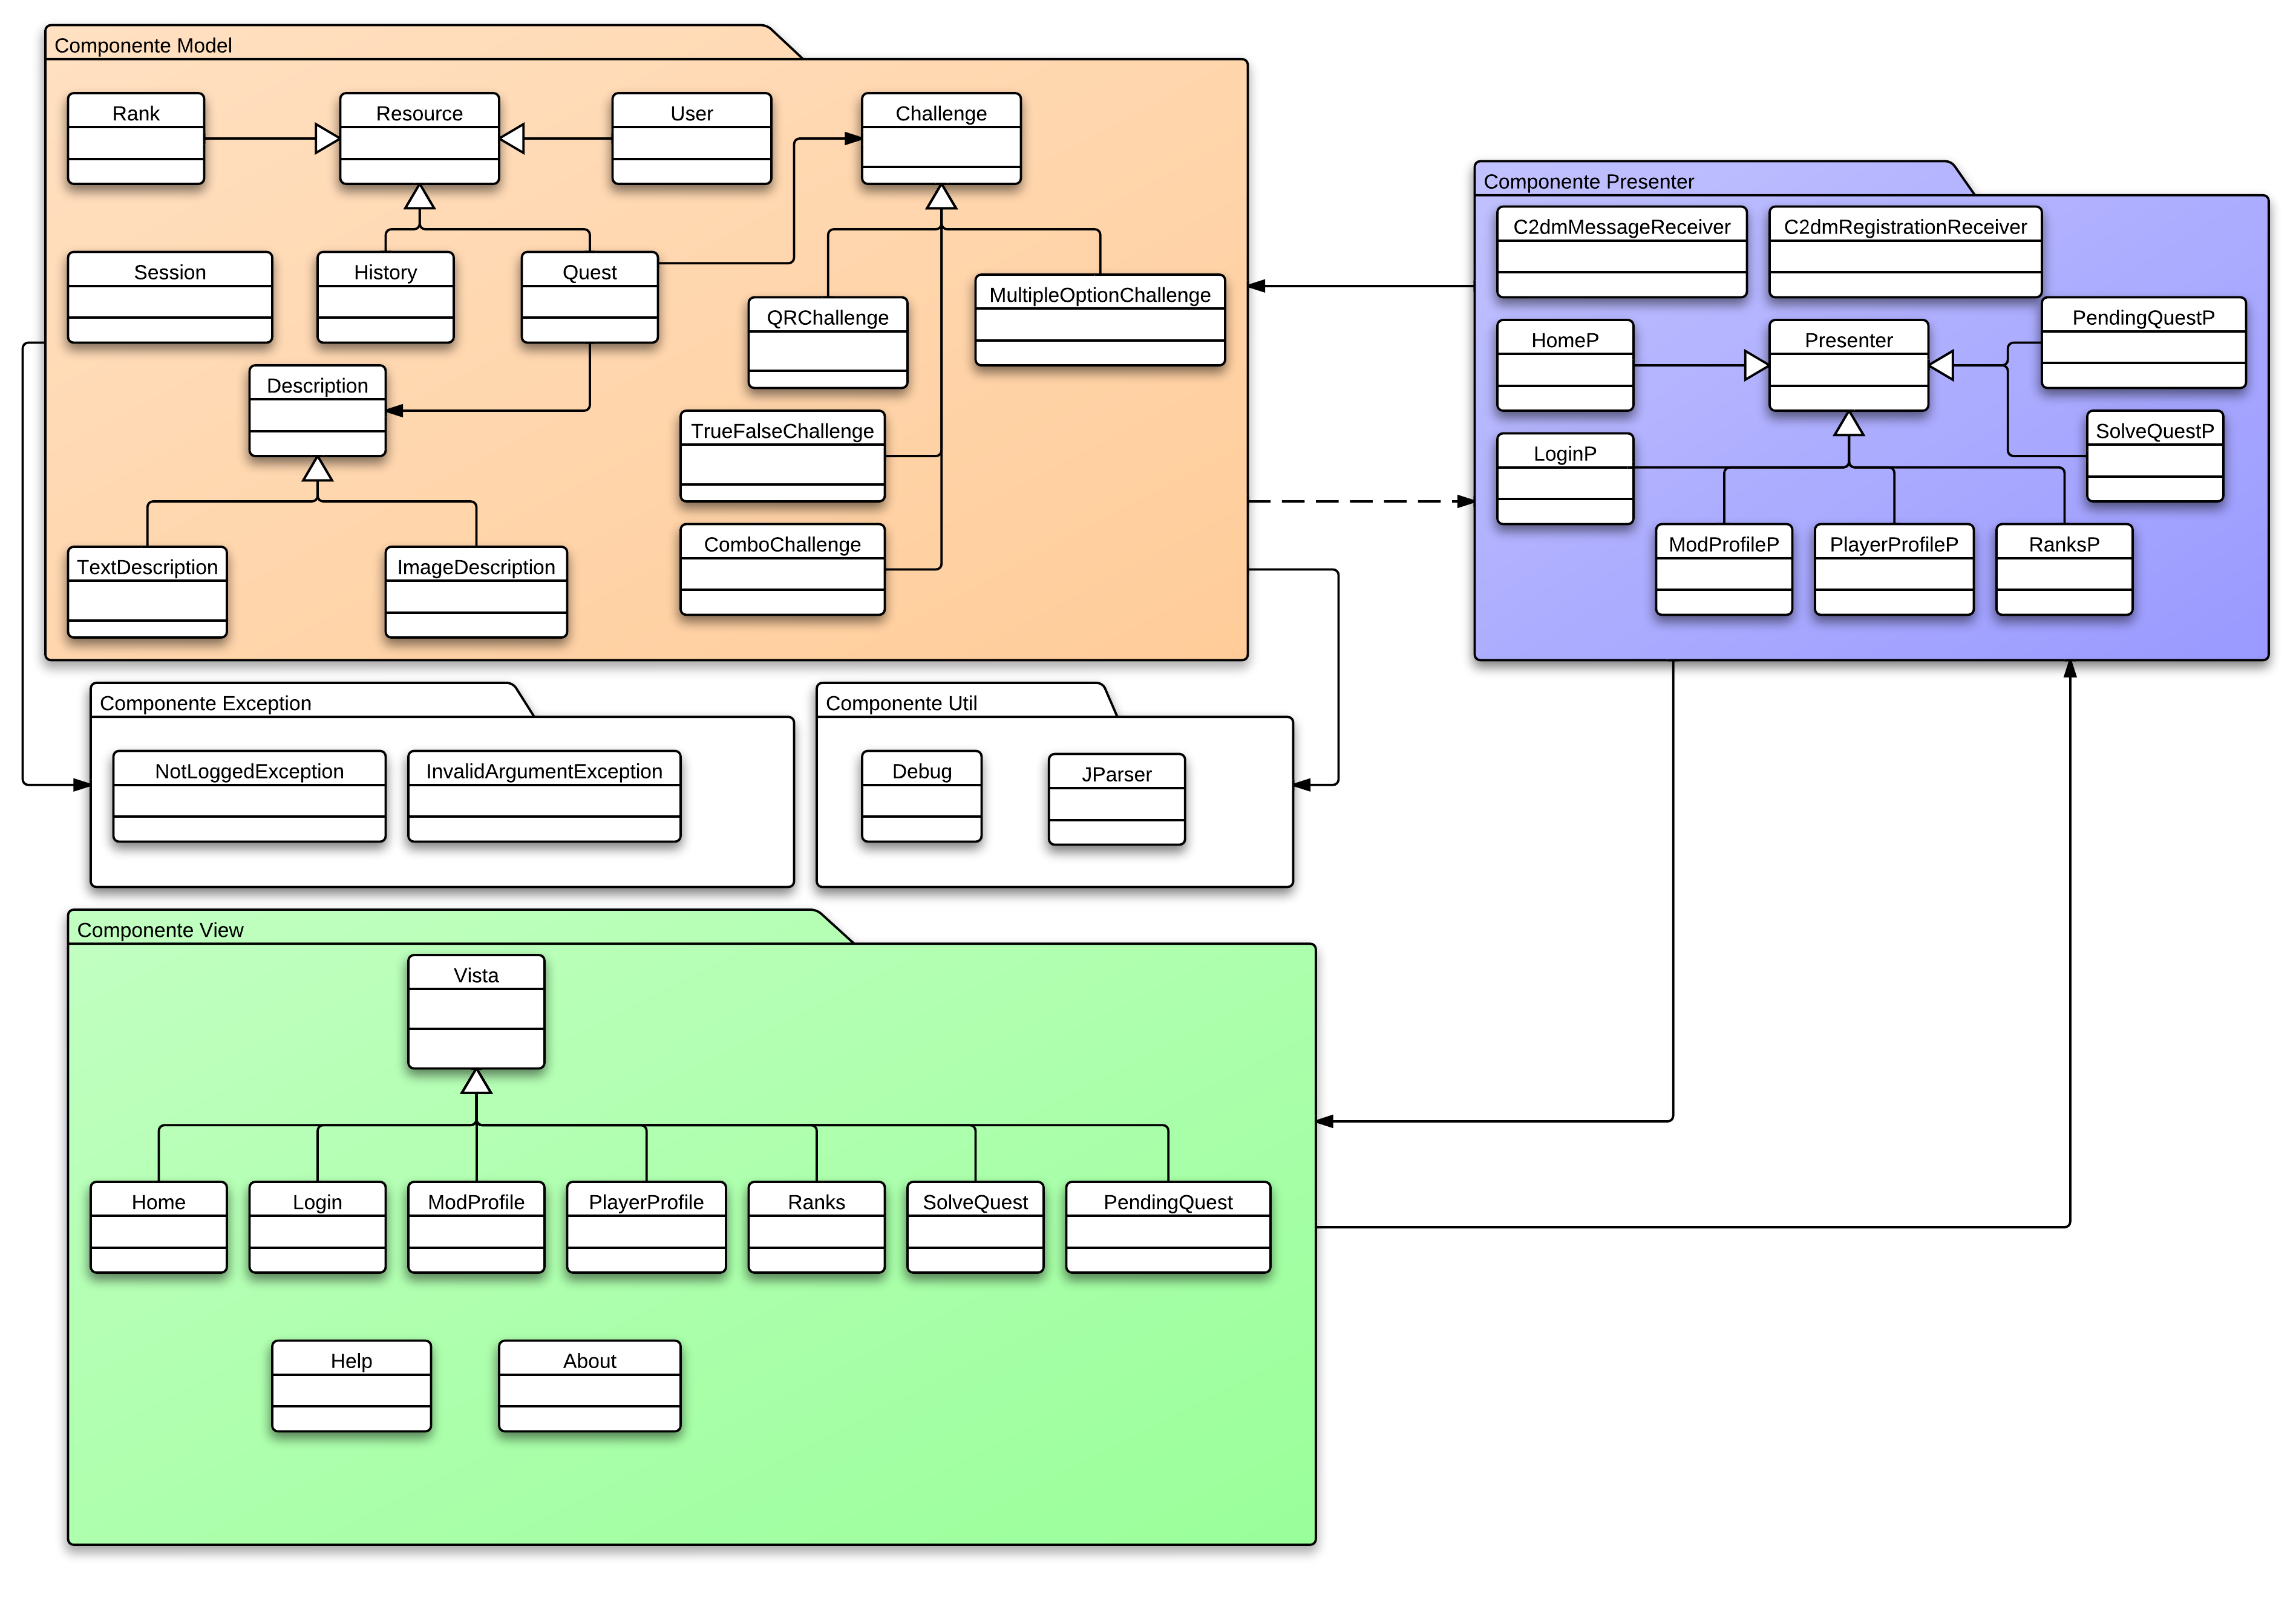 Componente Model
Rank
Resource
User
Challenge
Session
History
Quest
QRChallenge
MultipleOptionChallenge
Description
TrueFalseChallenge
ComboChallenge
TextDescription
ImageDescription
Componente Presenter
C2dmMessageReceiver
C2dmRegistrationReceiver
HomeP
Presenter
PendingQuestP
LoginP
SolveQuestP
ModProfileP
PlayerProfileP
RanksP
Componente Exception
NotLoggedException
InvalidArgumentException
Componente Util
Debug
JParser
Componente View
Vista
Home
Login
ModProfile
PlayerProfile
Ranks
SolveQuest
PendingQuest
Help
About